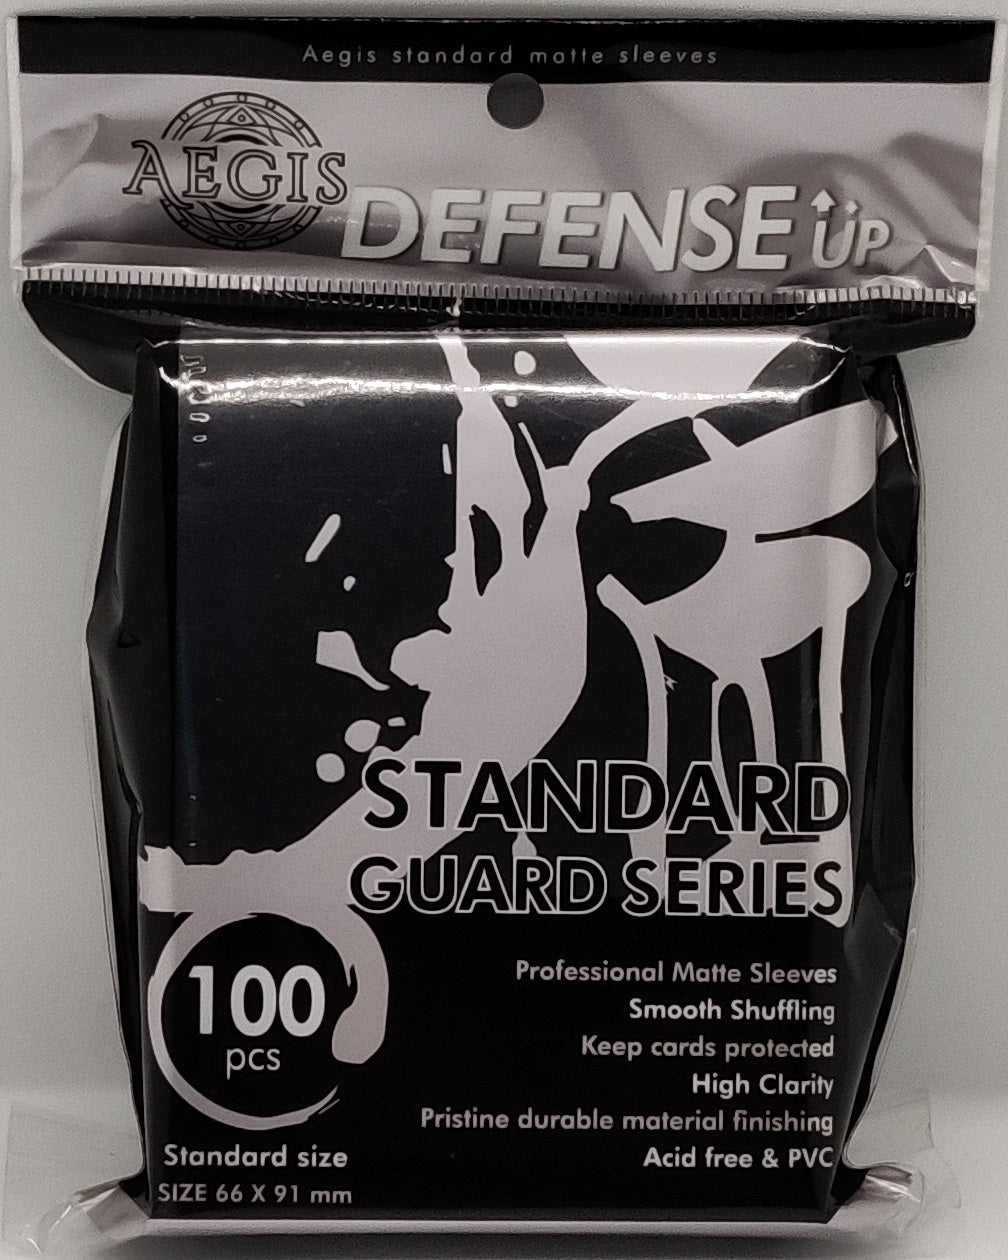 Aegis standard matte sleeves
AEGIS
DEFENSE UP
STANDARD
GUARD SERIES
100
pcs
Professional Matte Sleeves
Smooth Shuffling
Keep cards protected
High Clarity
Pristine durable material finishing
Acid free & PVC
Standard size
SIZE 66 X 91 mm